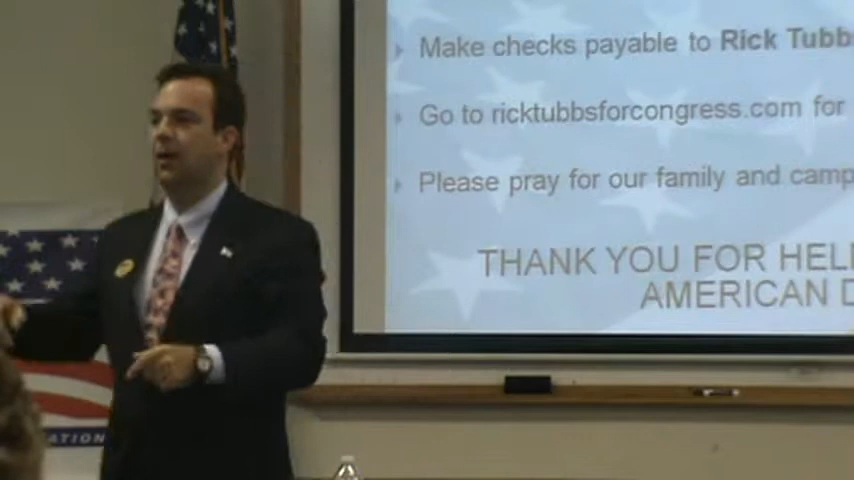 Make checks payable to Rick Tubb
Go to ricktubbsforcongress.com for
Please pray for our family and camp
THANK YOU FOR HEL
AMERICAN D
ATION